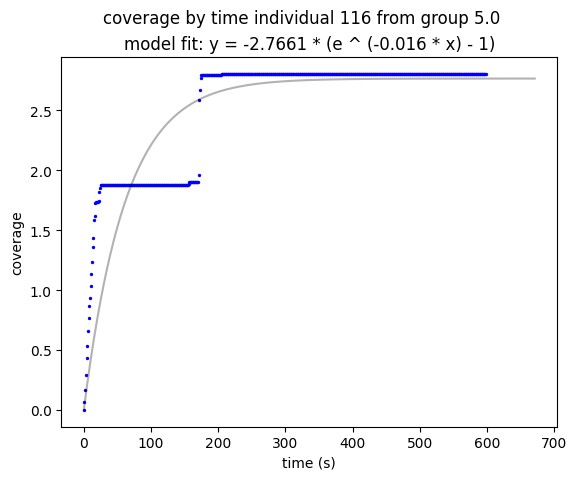 coverage by time individual 116 from group 5.0
model fit: y = -2.7661 * (e ^ (-0.016 * x) - 1)
2.5
2.0
1.5
1.0
0.5
0.0
coverage
0 100 200 300 400 500 600 700
time (s)